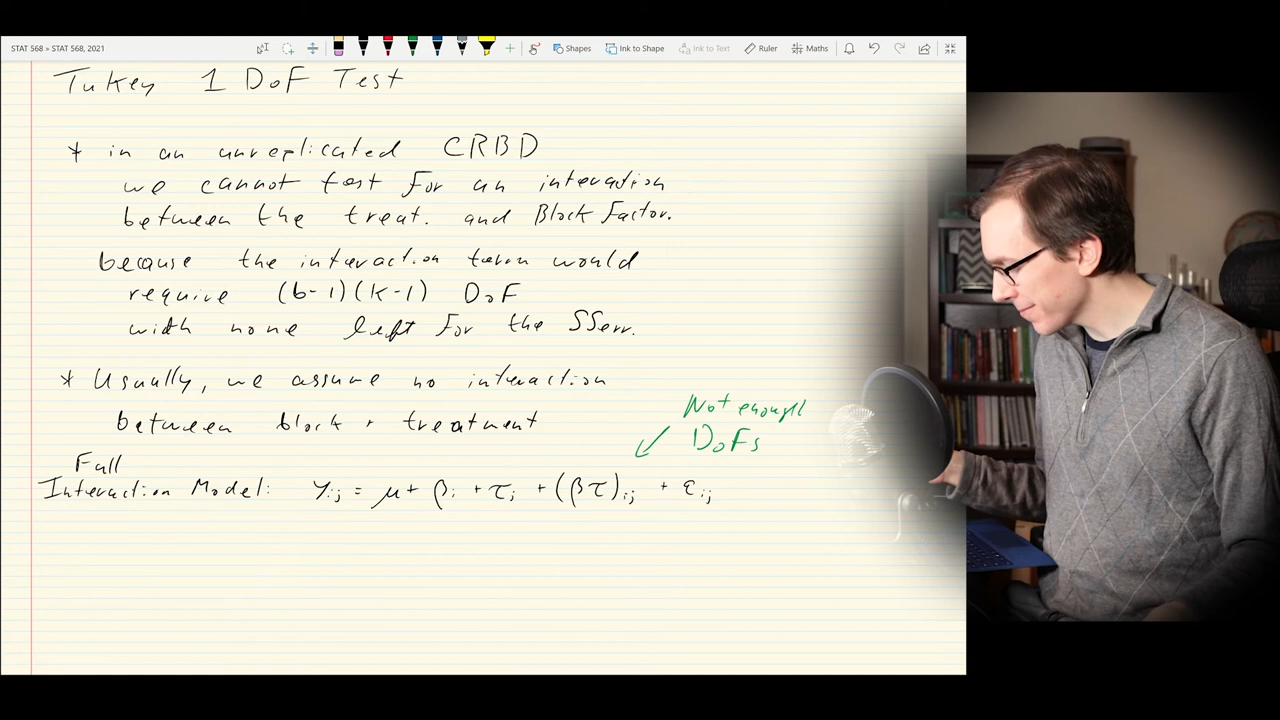 STAT 568 » STAT 568, 2021
Shapes Ink to Shape Ink to Text Ruler Maths
Tukey 1 DoF Test
* in an unreplicated CRBD
we cannot test for an interaction
between the treat. and Block Factor.
because the interaction term would
require (b-1)(k-1) DoF
with none left for the SSerr.
* Usually, we assume no interaction
between block + treatment
Not enough
DoFs
Full
Interaction Model: yij = μ + βi + τj + (βτ)ij + εij